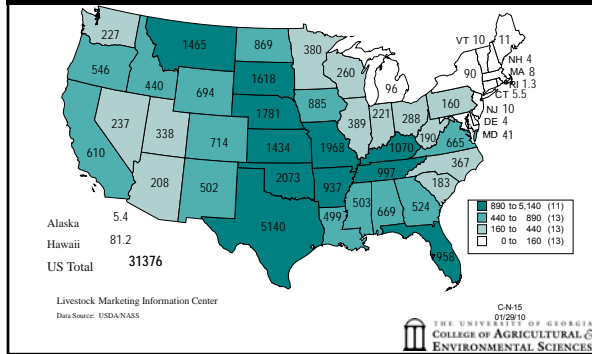 227 1465 869 380 VT 10 11
NH 4
546 440 1618 260 90 MA 8
RI 1.3
694 96 CT 5.5
1781 885 160 NJ 10
237 338 389 221 288 DE 4
714 1434 1968 190 MD 41
610 1070 665
997 367
208 502 2073 937 183
503 669 524
5140 499
958
890 to 5,140 (11)
440 to 890 (13)
160 to 440 (13)
0 to 160 (13)
Alaska 5.4
Hawaii 81.2
US Total 31376
Livestock Marketing Information Center
Data Source: USDA/NASS
C-N-15
01/29/10
THE UNIVERSITY OF GEORGIA
COLLEGE OF AGRICULTURAL &
ENVIRONMENTAL SCIENCES